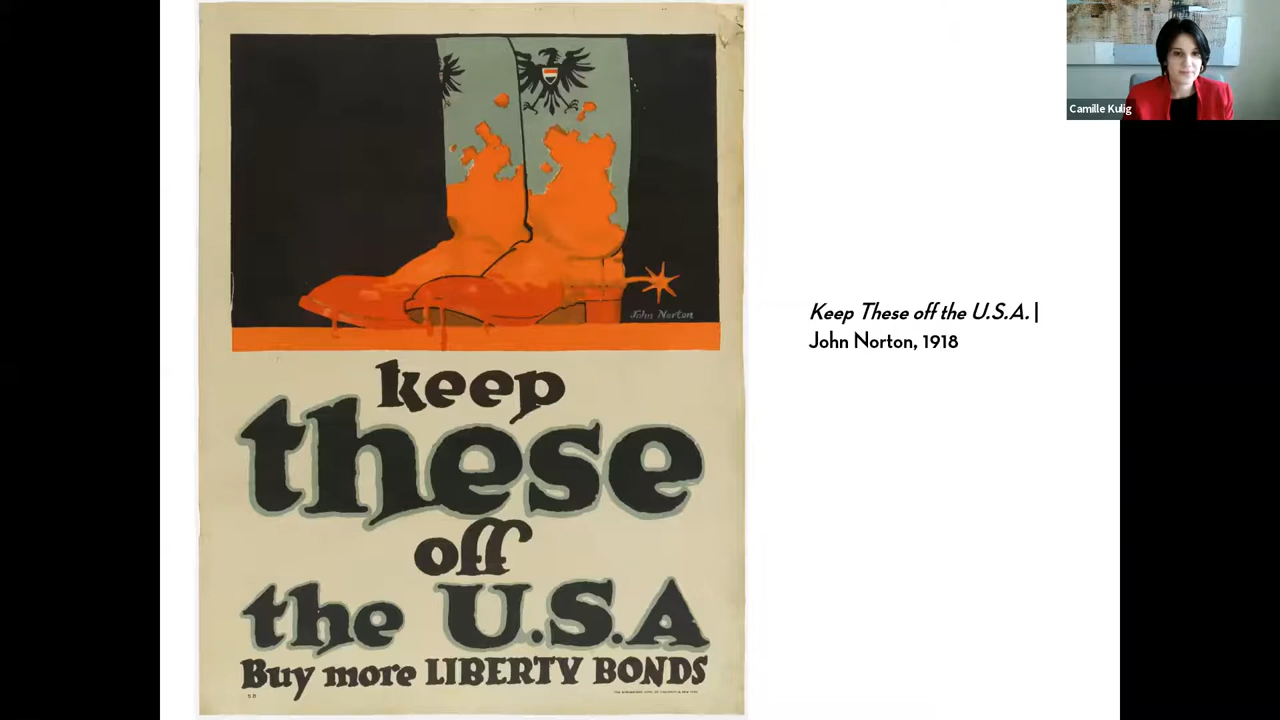 Camille Kulig
John Norton
keep
these
off
the U.S.A
Buy more LIBERTY BONDS
58
Keep These off the U.S.A. |
John Norton, 1918